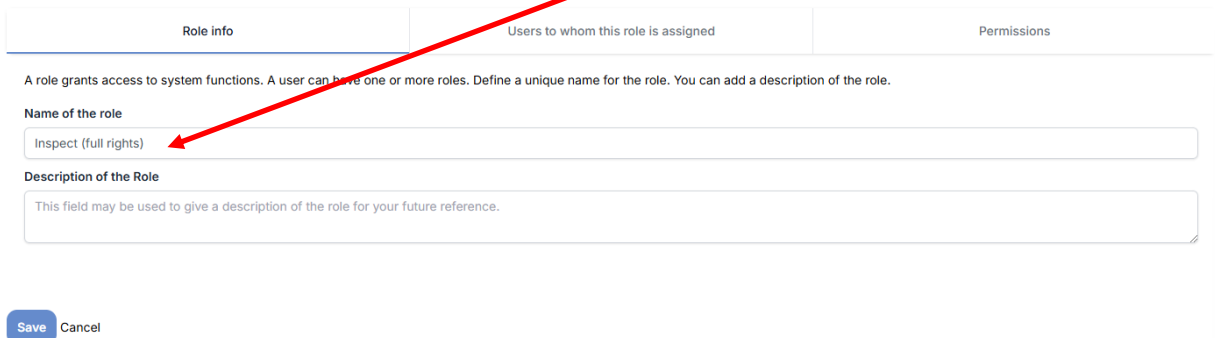 Role info
Users to whom this role is assigned
Permissions
A role grants access to system functions. A user can have one or more roles. Define a unique name for the role. You can add a description of the role.
Name of the role
Inspect (full rights)
Description of the Role
This field may be used to give a description of the role for your future reference.
Save Cancel